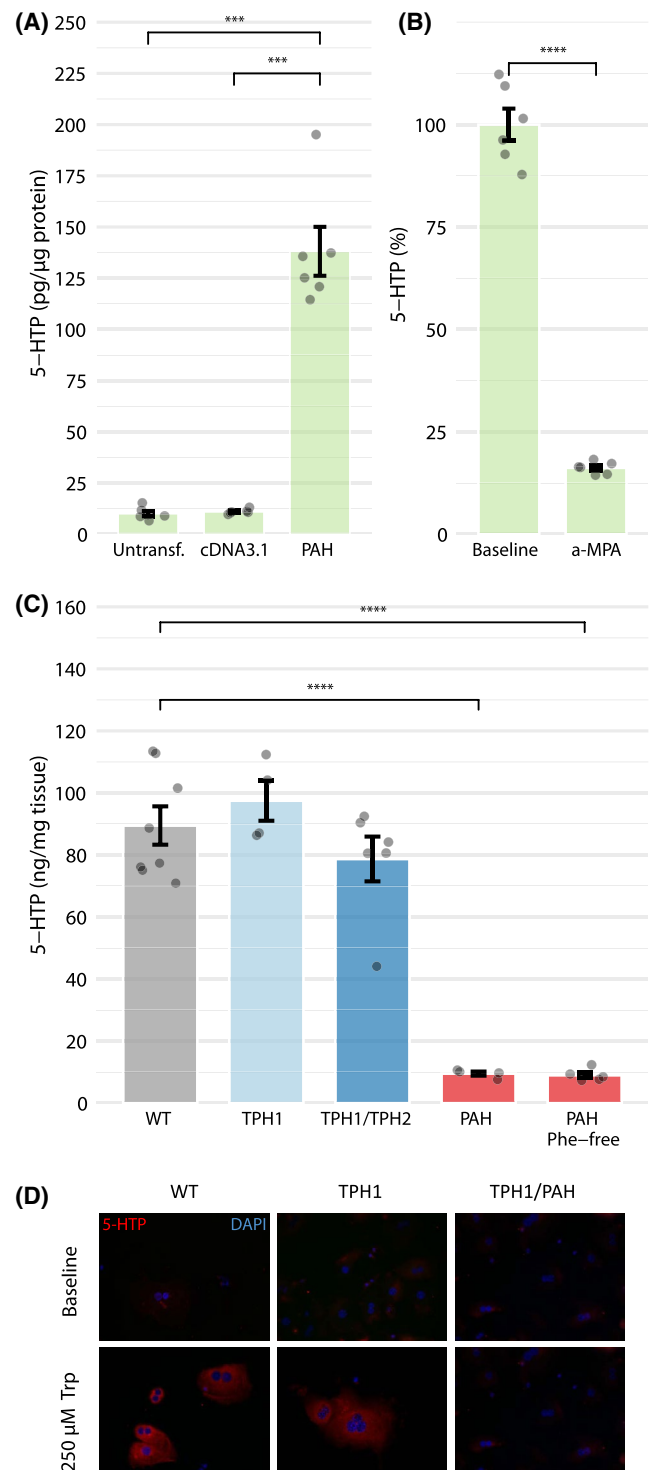 (A)
250
225
200
175
150
125
100
75
50
25
0
5−HTP (pg/µg protein)
***
***
Untransf. cDNA3.1 PAH
(B)
100
75
50
25
0
5−HTP (%)
****
Baseline a-MPA
(C)
160
140
120
100
80
60
40
20
0
5−HTP (ng/mg tissue)
****
****
WT TPH1 TPH1/TPH2 PAH PAH
Phe−free
(D)
WT TPH1 TPH1/PAH
5-HTP DAPI
Baseline
250 µM Trp